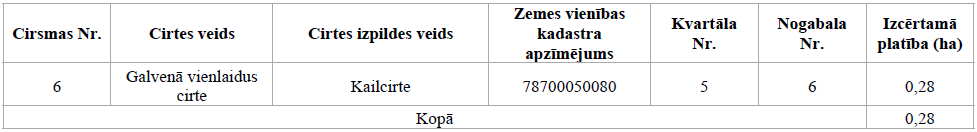 Cirsmas Nr. Cirtes veids Cirtes izpildes veids Zemes vienības kadastra apzīmējums Kvartāla Nr. Nogabala Nr. Izcērtamā platība (ha)
6 Galvenā vienlaidus cirte Kailcirte 78700050080 5 6 0,28
Kopā 0,28